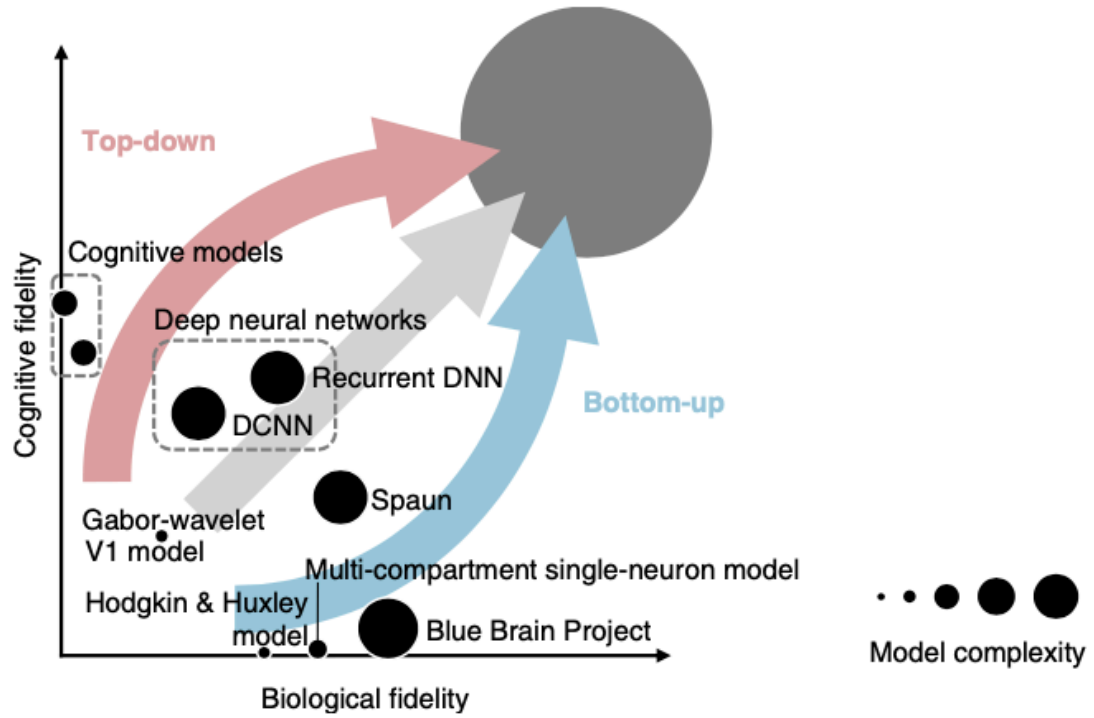 Top-down
Cognitive models
Cognitive fidelity
Deep neural networks
Recurrent DNN
DCNN
Bottom-up
Spaun
Gabor-wavelet
V1 model
Multi-compartment single-neuron model
Hodgkin & Huxley
model
Blue Brain Project
Model complexity
Biological fidelity